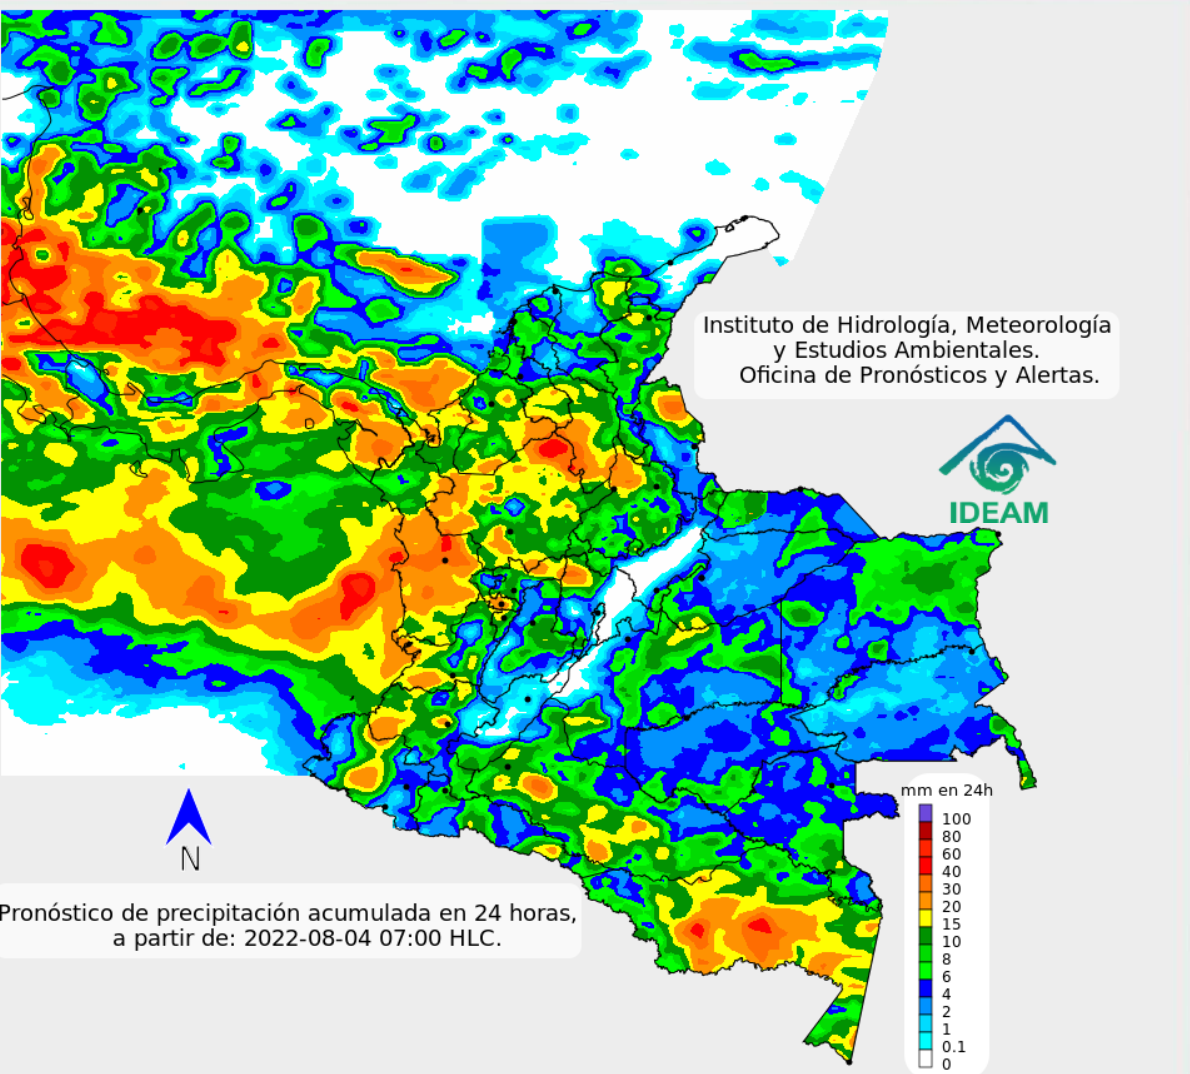 Instituto de Hidrología, Meteorología
y Estudios Ambientales.
Oficina de Pronósticos y Alertas.
IDEAM
mm en 24h
100
80
60
40
30
20
15
10
8
6
4
2
1
0.1
0
N
Pronóstico de precipitación acumulada en 24 horas,
a partir de: 2022-08-04 07:00 HLC.